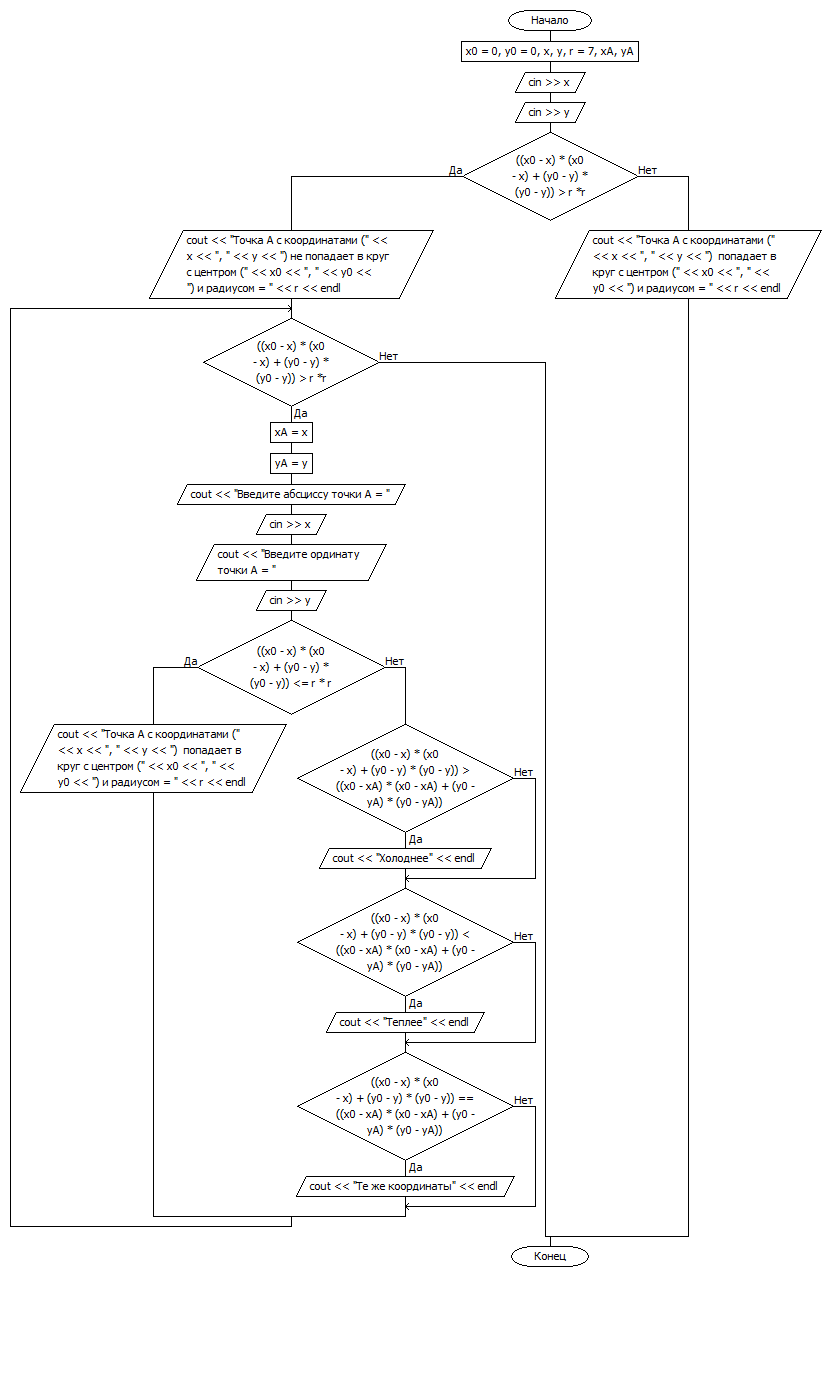 Начало
x0 = 0, y0 = 0, x, y, r = 7, xA, yA
cin >> x
cin >> y
((x0 - x) * (x0
- x) + (y0 - y) *
(y0 - y)) > r *r
Да
Нет
cout << "Точка А с координатами (" <<
x << ", " << y << ") не попадает в круг
с центром (" << x0 << ", " << y0 <<
") и радиусом = " << r << endl
cout << "Точка А с координатами ("
<< x << ", " << y << ")  попадает в
круг с центром (" << x0 << ", " <<
y0 << ") и радиусом = " << r << endl
((x0 - x) * (x0
- x) + (y0 - y) *
(y0 - y)) > r *r
Нет
Да
xA = x
yA = y
cout << "Введите абсциссу точки А = "
cin >> x
cout << "Введите ординату
точки А = "
cin >> y
((x0 - x) * (x0
- x) + (y0 - y) *
(y0 - y)) <= r * r
Да
Нет
cout << "Точка А с координатами ("
<< x << ", " << y << ")  попадает в
круг с центром (" << x0 << ", " <<
y0 << ") и радиусом = " << r << endl
((x0 - x) * (x0
- x) + (y0 - y) * (y0 - y)) >
((x0 - xA) * (x0 - xA) + (y0 -
yA) * (y0 - yA))
Нет
Да
cout << "Холоднее" << endl
((x0 - x) * (x0
- x) + (y0 - y) * (y0 - y)) <
((x0 - xA) * (x0 - xA) + (y0 -
yA) * (y0 - yA))
Нет
Да
cout << "Теплее" << endl
((x0 - x) * (x0
- x) + (y0 - y) * (y0 - y)) ==
((x0 - xA) * (x0 - xA) + (y0 -
yA) * (y0 - yA))
Нет
Да
cout << "Те же координаты" << endl
Конец